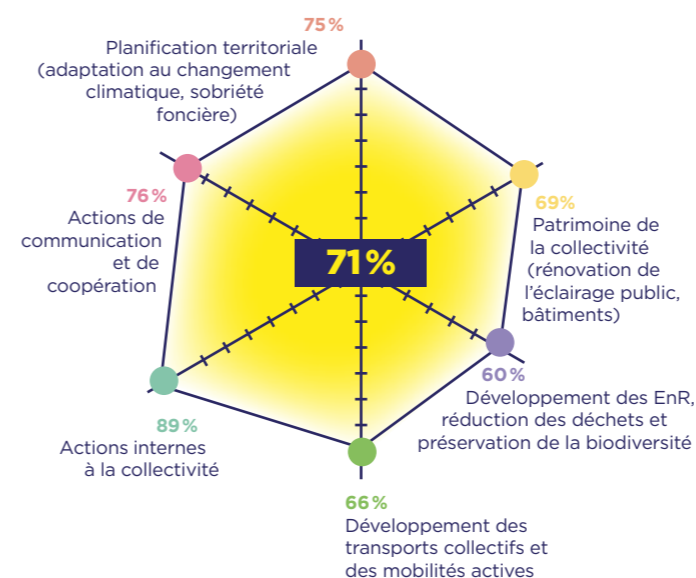 75 %
Planification territoriale
(adaptation au changement
climatique, sobriété
foncière)
76 %
Actions de
communication
et de
coopération
71 %
69 %
Patrimoine de
la collectivité
(rénovation de
l’éclairage public,
bâtiments)
60 %
Développement des EnR,
réduction des déchets et
préservation de la biodiversité
89 %
Actions internes
à la collectivité
66 %
Développement des
transports collectifs et
des mobilités actives